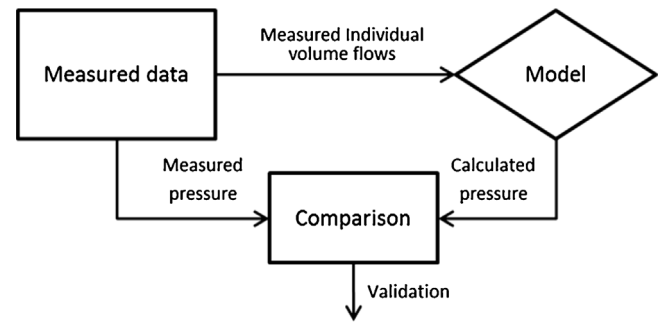 Measured Individual
volume flows
Measured data
Model
Measured
pressure
Calculated
pressure
Comparison
Validation